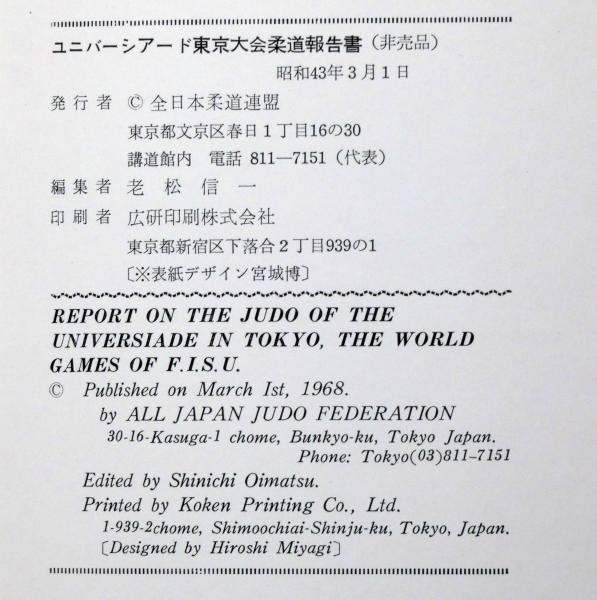 ユニバーシアード東京大会柔道報告書（非売品）
昭和43年3月1日
発行者 © 全日本柔道連盟
東京都文京区春日1丁目16の30
講道館内 電話 811—7151（代表）
編集者 老松信一
印刷者 広研印刷株式会社
東京都新宿区下落合2丁目939の1
〔※表紙デザイン宮城博〕
REPORT ON THE JUDO OF THE
UNIVERSIADE IN TOKYO, THE WORLD
GAMES OF F.I.S.U.
© Published on March Ist, 1968.
by ALL JAPAN JUDO FEDERATION
30-16-Kasuga-1 chome, Bunkyo-ku, Tokyo Japan.
Phone: Tokyo(03)811-7151
Edited by Shinichi Oimatsu.
Printed by Koken Printing Co., Ltd.
1-939-2chome, Shimoochiai-Shinju-ku, Tokyo, Japan.
〔Designed by Hiroshi Miyagi〕